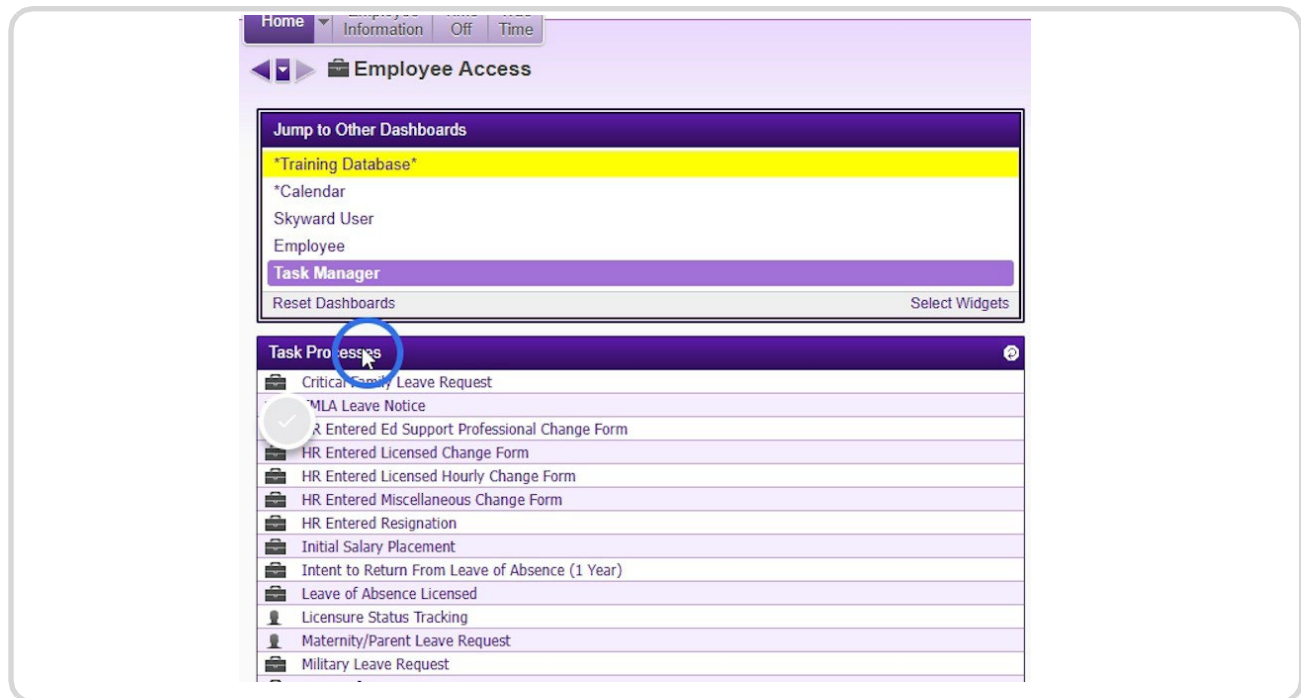 Home
Information Off Time
Employee Access
Jump to Other Dashboards
*Training Database*
*Calendar
Skyward User
Employee
Task Manager
Reset Dashboards Select Widgets
Task Processes
Critical Family Leave Request
FMLA Leave Notice
HR Entered Ed Support Professional Change Form
HR Entered Licensed Change Form
HR Entered Licensed Hourly Change Form
HR Entered Miscellaneous Change Form
HR Entered Resignation
Initial Salary Placement
Intent to Return From Leave of Absence (1 Year)
Leave of Absence Licensed
Licensure Status Tracking
Maternity/Parent Leave Request
Military Leave Request